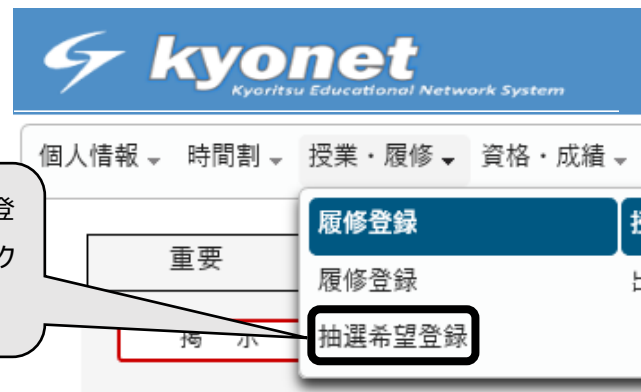 kyonet
Kyoritsu Educational Network System
個人情報 時間割 授業・履修 資格・成績
登
ク
履修登録
重要
履修登録
抽選希望登録
掲 示